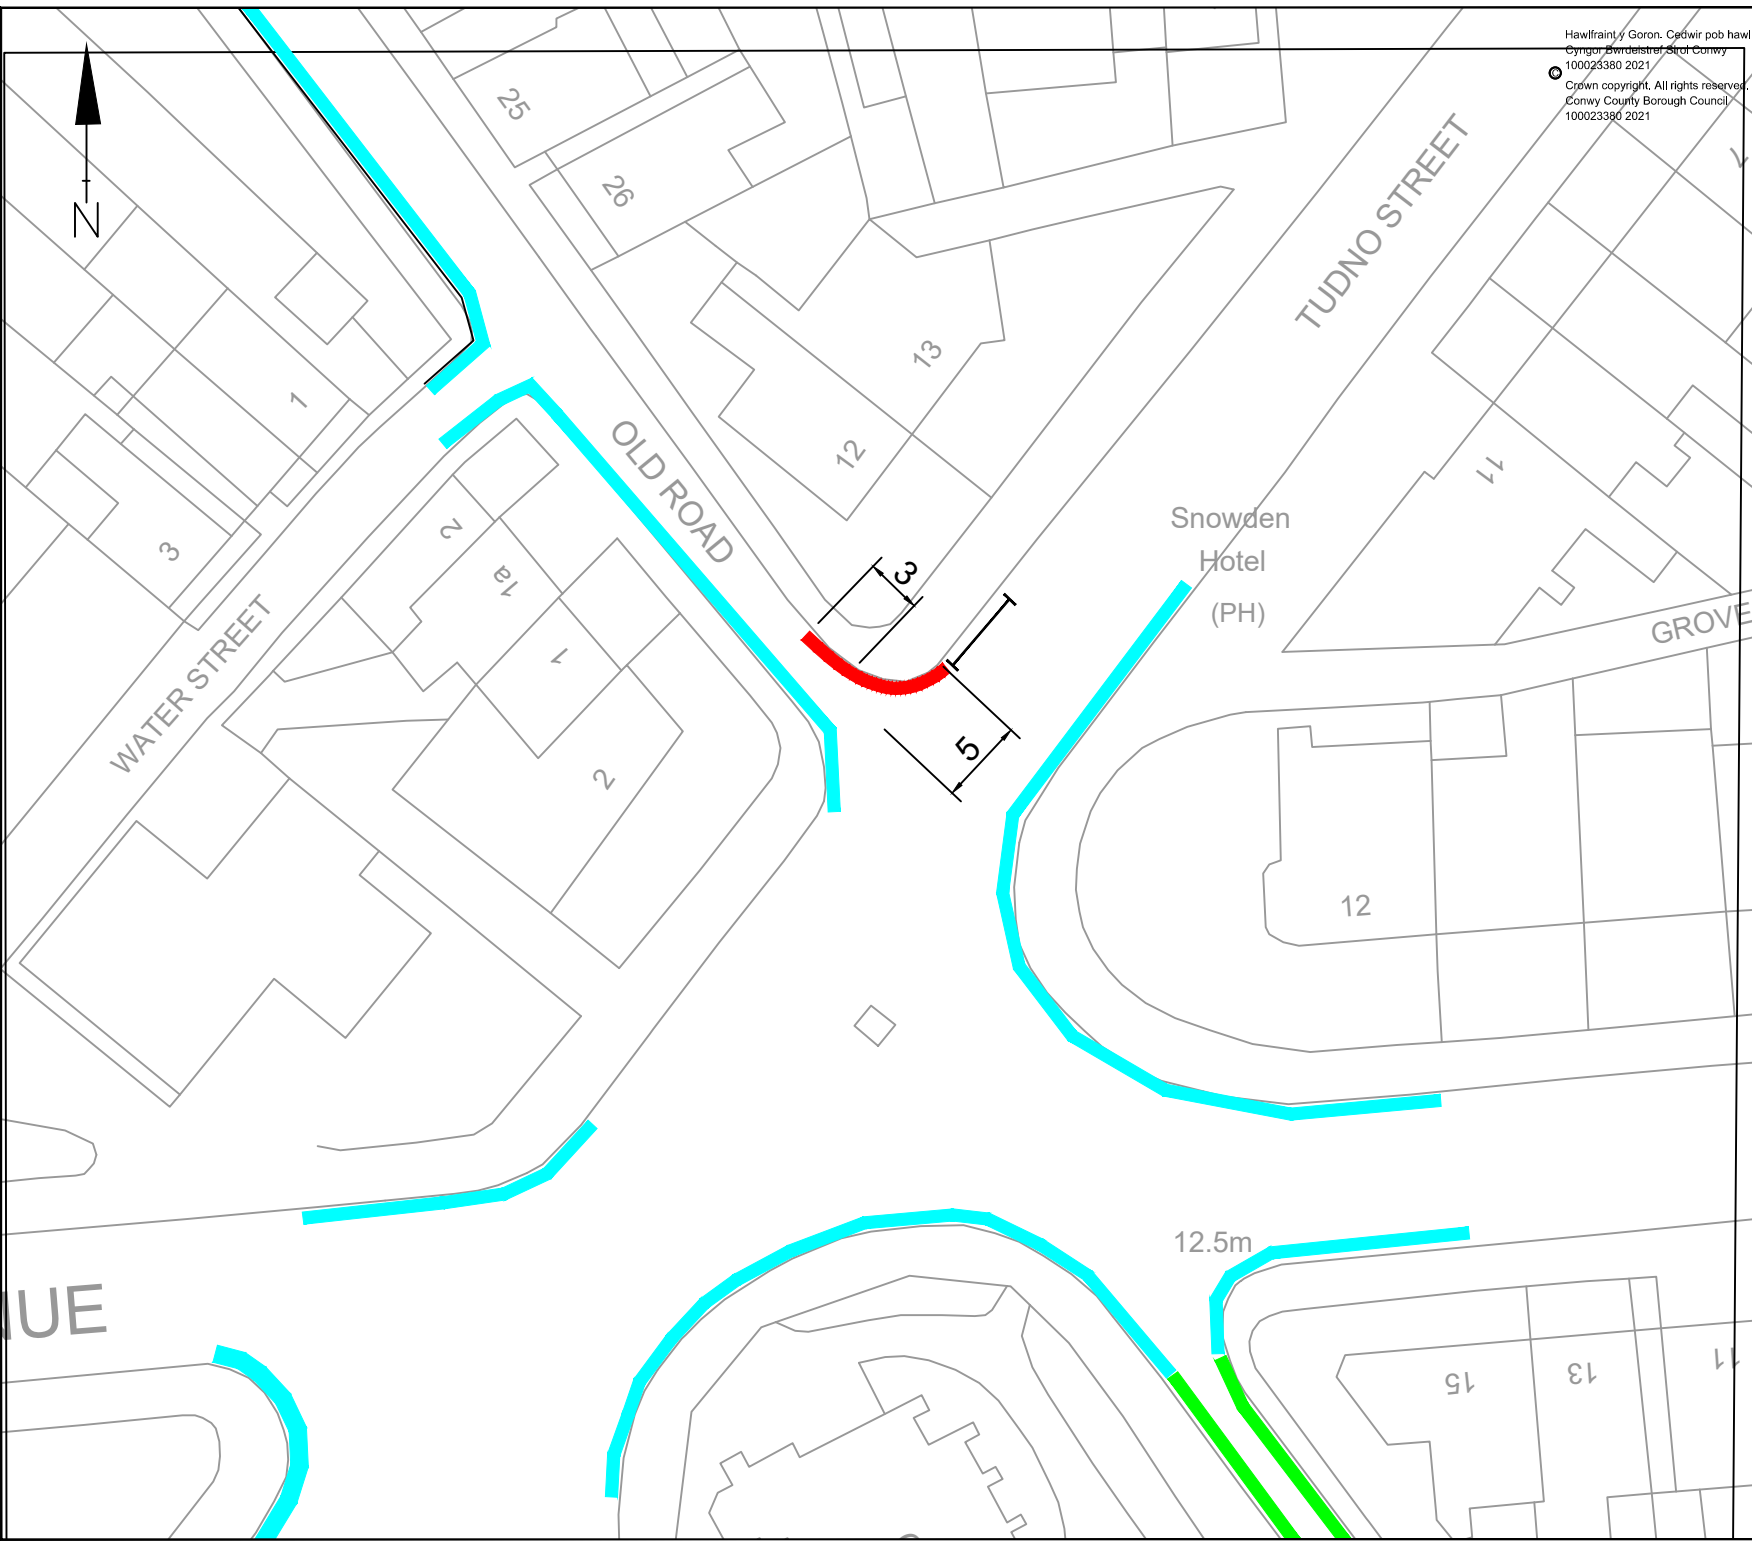 Hawlfraint y Goron. Cedwir pob hawl
Cyngor Bwrdeistref Sirol Conwy
100023380 2021
©
Crown copyright. All rights reserved.
Conwy County Borough Council
100023380 2021
N
25
26
TUDNO STREET
7
13
1
12
OLD ROAD
11
2
3
Snowden
Hotel
(PH)
3
1a
GROVE
WATER STREET
1
5
2
12
12.5m
NUE
15
13
11